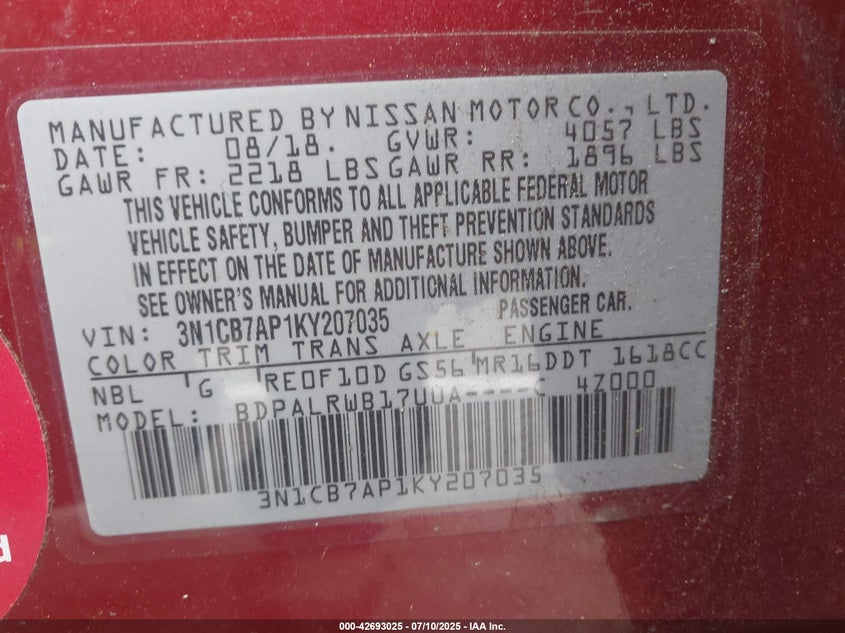 MANUFACTURED BY NISSAN MOTOR CO., LTD.
DATE: 08/18. GVWR: 4057 LBS
GAWR FR: 2218 LBS GAWR RR: 1896 LBS
THIS VEHICLE CONFORMS TO ALL APPLICABLE FEDERAL MOTOR
VEHICLE SAFETY, BUMPER AND THEFT PREVENTION STANDARDS
IN EFFECT ON THE DATE OF MANUFACTURE SHOWN ABOVE.
SEE OWNER'S MANUAL FOR ADDITIONAL INFORMATION.
VIN: 3N1CB7AP1KY207035 PASSENGER CAR.
COLOR TRIM TRANS AXLE ENGINE
NBL G RE0F10D GS56 MR16DDT 1618CC
MODEL: BDPALRWB17UUA----C 4Z000
3N1CB7AP1KY207035
000-42693025 - 07/10/2025 - IAA Inc.